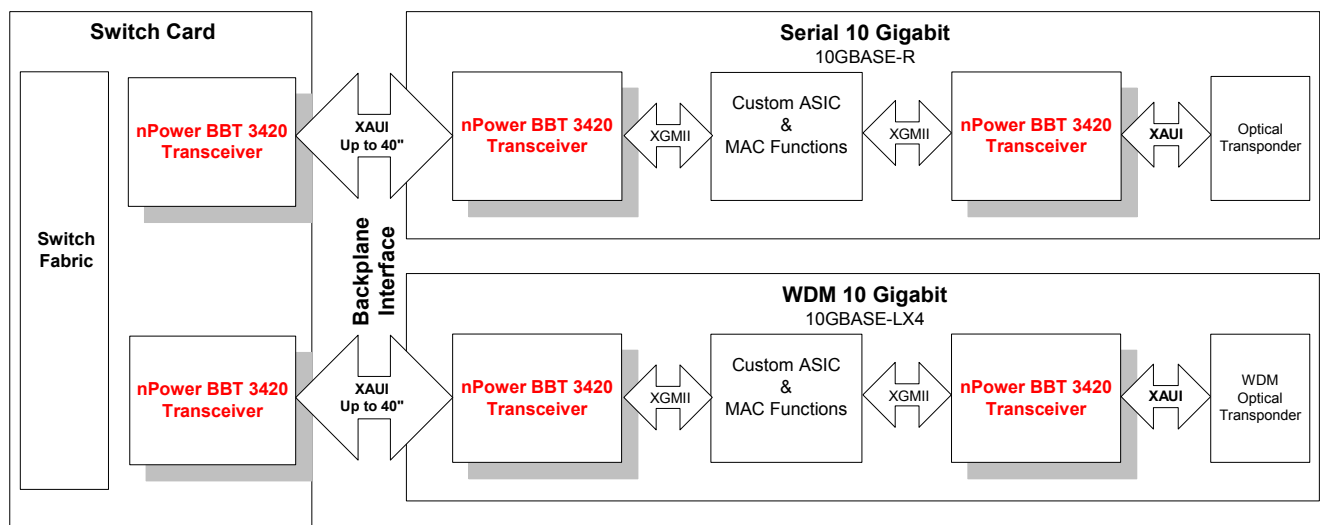 Switch Card
Switch
Fabric
nPower BBT 3420
Transceiver
nPower BBT 3420
Transceiver
XAUI
Up to 40"
Backplane
Interface
XAUI
Up to 40"
Serial 10 Gigabit
10GBASE-R
nPower BBT 3420
Transceiver
XGMII
Custom ASIC
&
MAC Functions
XGMII
nPower BBT 3420
Transceiver
XAUI
Optical
Transponder
WDM 10 Gigabit
10GBASE-LX4
nPower BBT 3420
Transceiver
XGMII
Custom ASIC
&
MAC Functions
XGMII
nPower BBT 3420
Transceiver
XAUI
WDM
Optical
Transponder